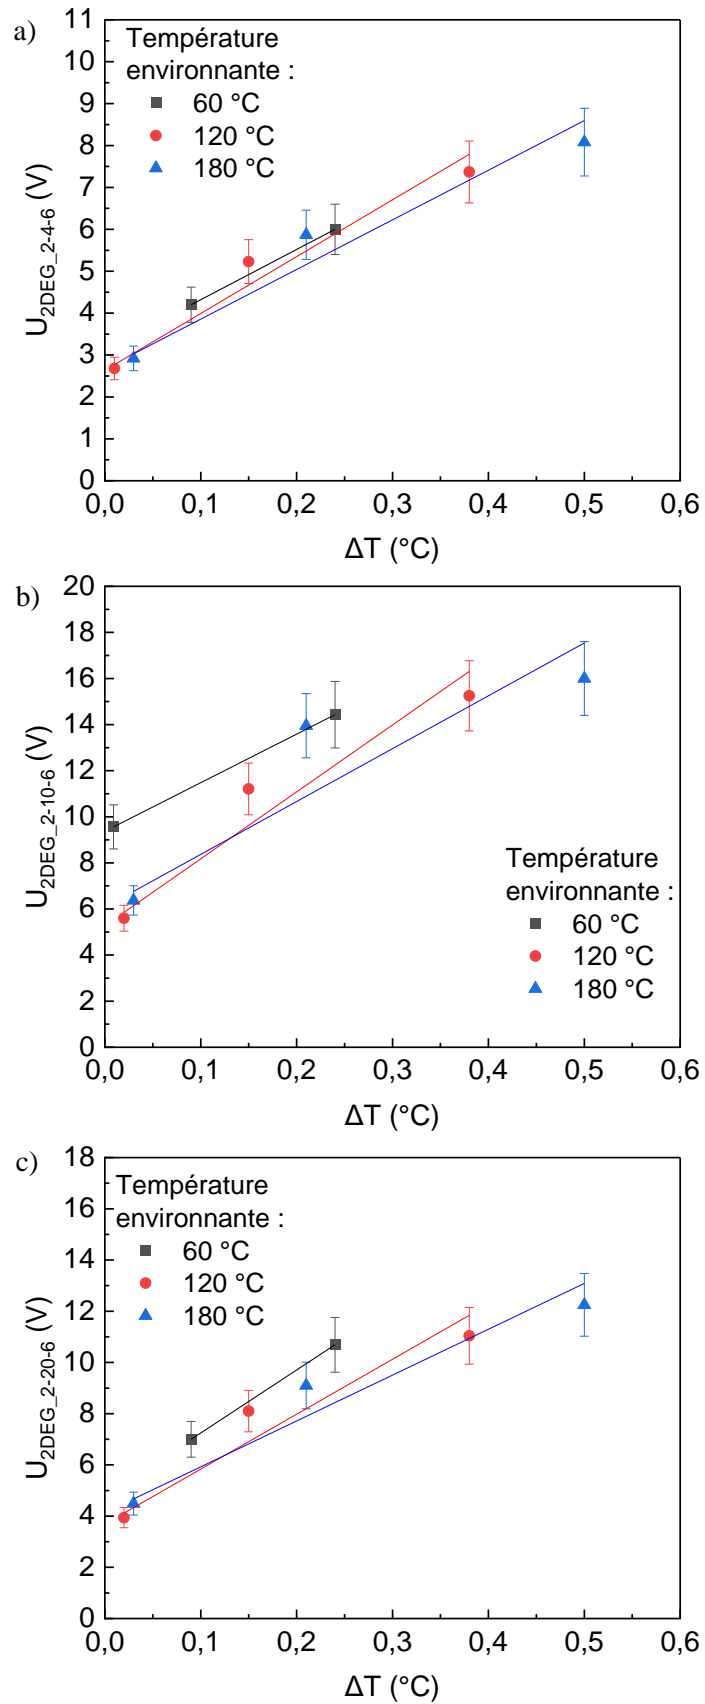 a)
11
10
9
8
7
6
5
4
3
2
1
0
U2DEG_2-4-6 (V)
Température
environnante :
60 °C
120 °C
180 °C
0,0 0,1 0,2 0,3 0,4 0,5 0,6
ΔT (°C)
b)
20
18
16
14
12
10
8
6
4
2
0
U2DEG_2-10-6 (V)
Température
environnante :
60 °C
120 °C
180 °C
0,0 0,1 0,2 0,3 0,4 0,5 0,6
ΔT (°C)
c)
18
16
14
12
10
8
6
4
2
0
U2DEG_2-20-6 (V)
Température
environnante :
60 °C
120 °C
180 °C
0,0 0,1 0,2 0,3 0,4 0,5 0,6
ΔT (°C)